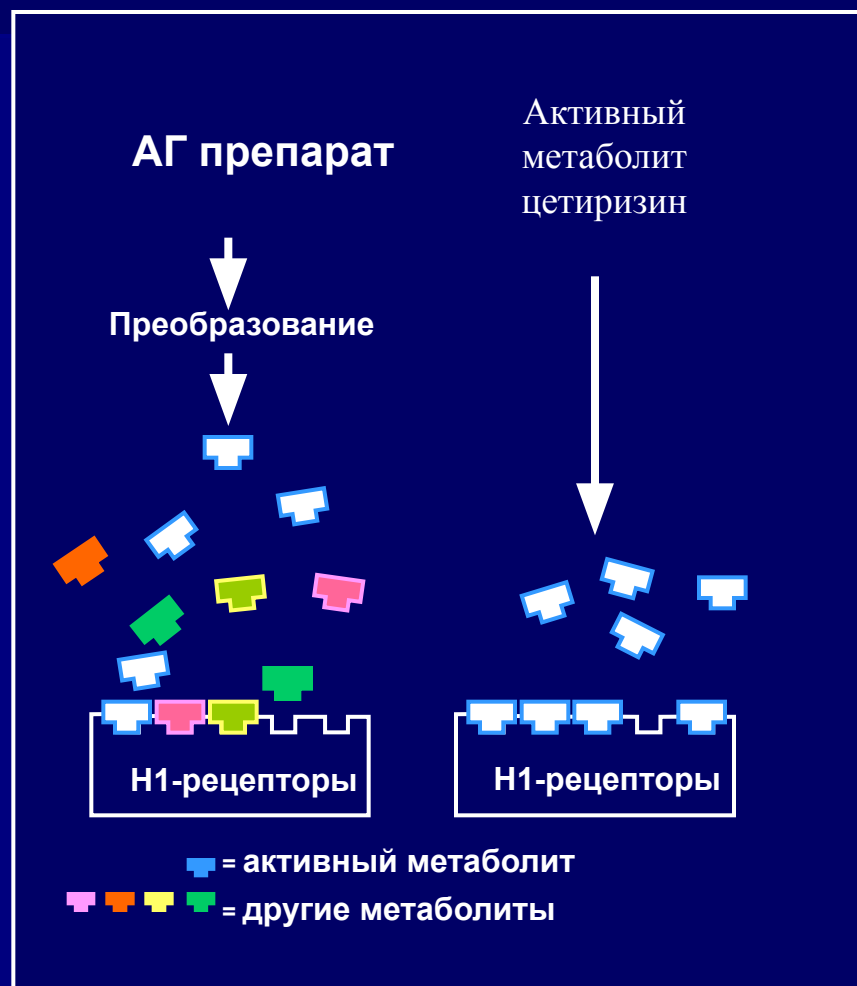 АГ препарат
Активный
метаболит
цетиризин
Преобразование
Н1-рецепторы
Н1-рецепторы
= активный метаболит
= другие метаболиты